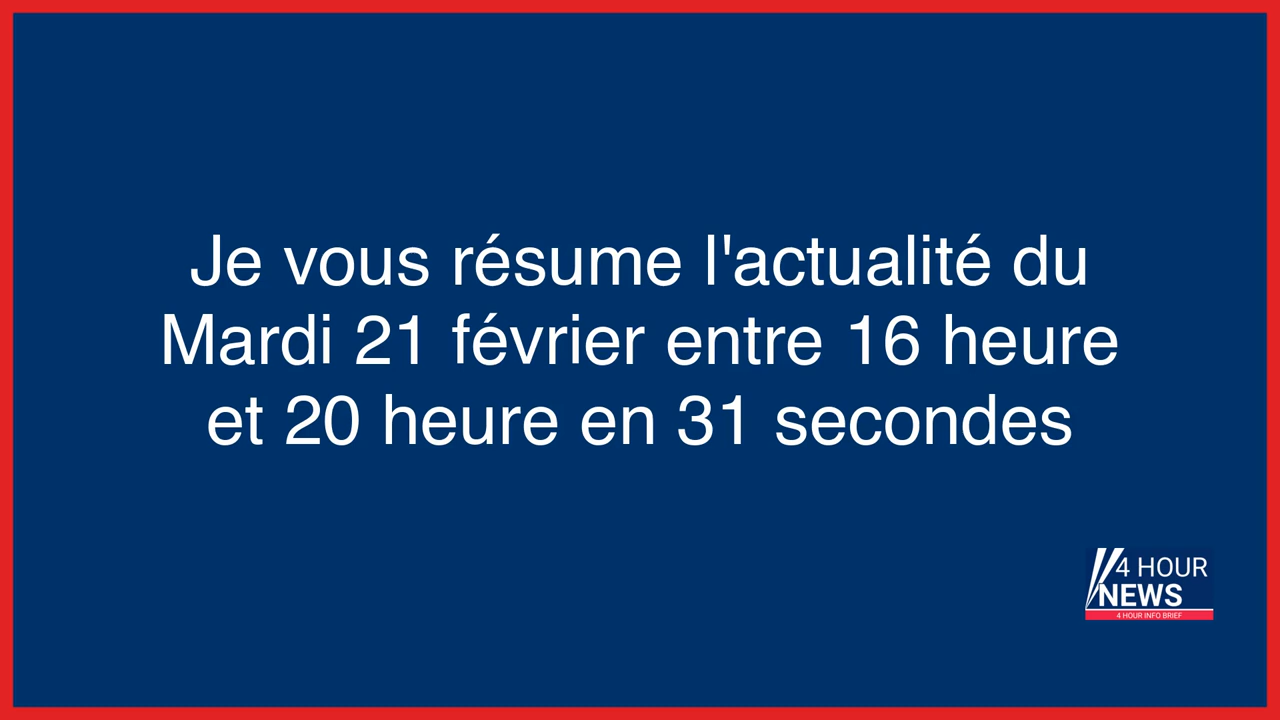 Je vous résume l'actualité du
Mardi 21 février entre 16 heure
et 20 heure en 31 secondes
4 HOUR
NEWS
4 HOUR INFO BRIEF